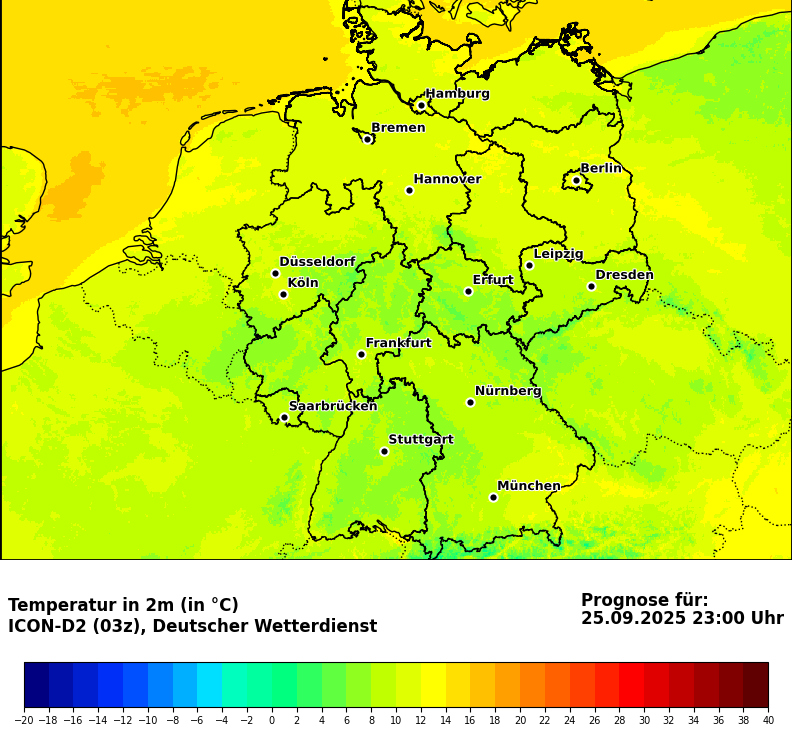 Hamburg
Bremen
Berlin
Hannover
Leipzig
Düsseldorf
Dresden
Köln
Erfurt
Frankfurt
Nürnberg
Saarbrücken
Stuttgart
München
Temperatur in 2m (in °C)
ICON-D2 (03z), Deutscher Wetterdienst
Prognose für:
25.09.2025 23:00 Uhr
−20 −18 −16 −14 −12 −10 −8 −6 −4 −2 0 2 4 6 8 10 12 14 16 18 20 22 24 26 28 30 32 34 36 38 40